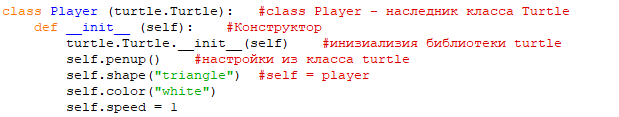 class Player (turtle.Turtle):   #class Player - наследник класса Turtle
    def __init__ (self):    #Конструктор
        turtle.Turtle.__init__(self)    #инизиализия библиотеки turtle
        self.penup()    #настройки из класса turtle
        self.shape("triangle")  #self = player
        self.color("white")
        self.speed = 1